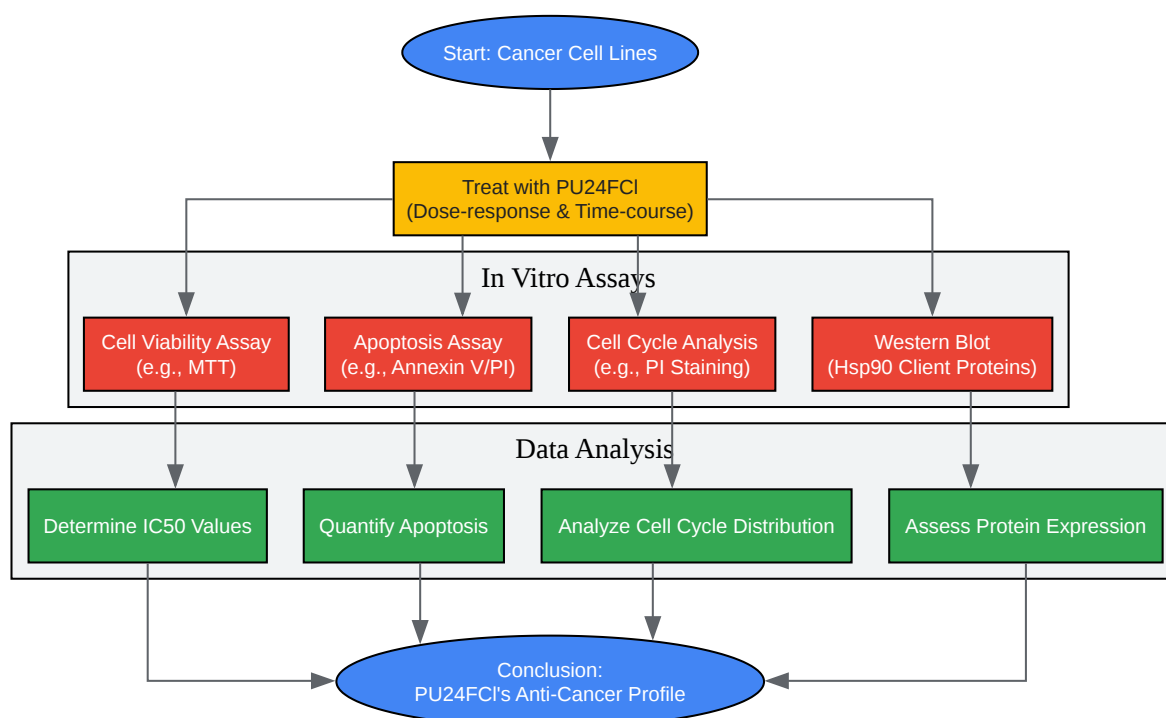 Start: Cancer Cell Lines
Treat with PU24FCl
(Dose-response & Time-course)
In Vitro Assays
Cell Viability Assay
(e.g., MTT)
Apoptosis Assay
(e.g., Annexin V/PI)
Cell Cycle Analysis
(e.g., PI Staining)
Western Blot
(Hsp90 Client Proteins)
Data Analysis
Determine IC50 Values
Quantify Apoptosis
Analyze Cell Cycle Distribution
Assess Protein Expression
Conclusion:
PU24FCl's Anti-Cancer Profile